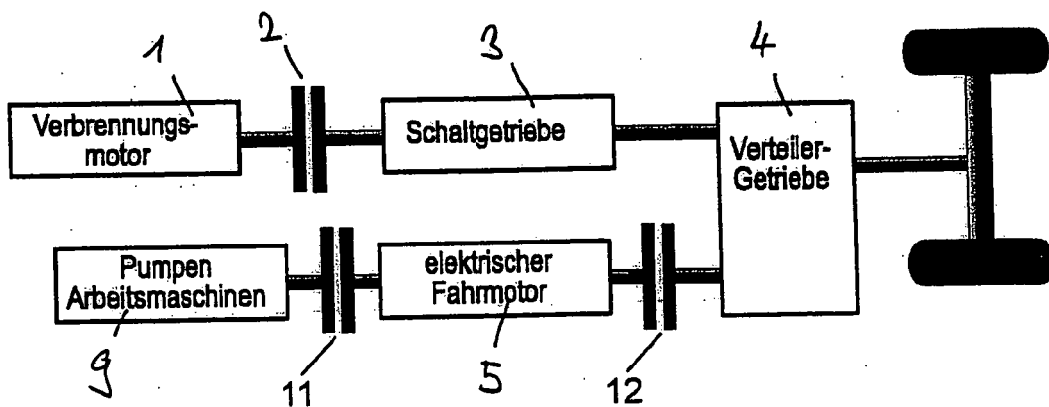 1
2
3
4
Verbrennungs-
motor
Schaltgetriebe
Verteiler-
Getriebe
Pumpen
Arbeitsmaschinen
elektrischer
Fahrmotor
9
11
5
12